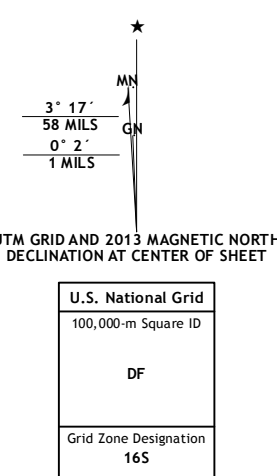 ★
MN
3° 17´
58 MILS
GN
0° 2´
1 MILS
UTM GRID AND 2013 MAGNETIC NORTH
DECLINATION AT CENTER OF SHEET
U.S. National Grid
100,000-m Square ID
DF
Grid Zone Designation
16S